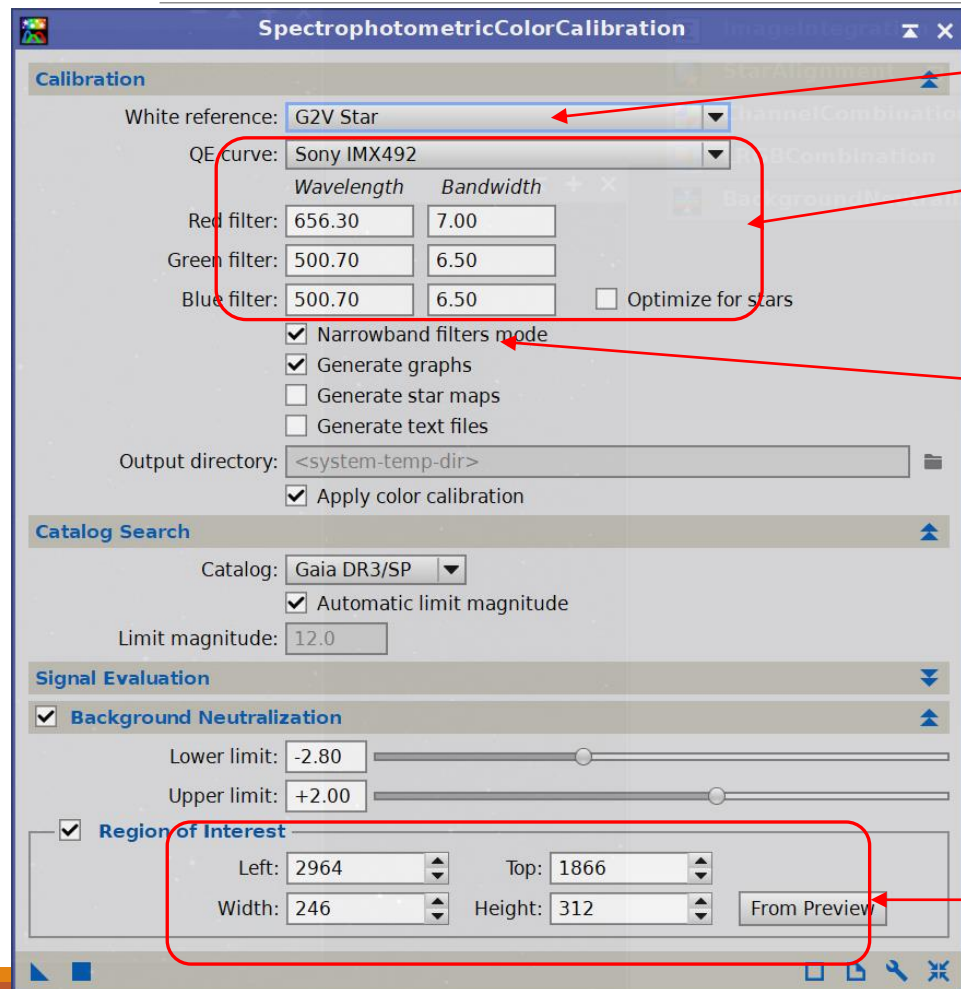 SpectrophotometricColorCalibration
Calibration
White reference: G2V Star
QE curve: Sony IMX492
Wavelength Bandwidth
Red filter: 656.30 7.00
Green filter: 500.70 6.50
Blue filter: 500.70 6.50 Optimize for stars
Narrowband filters mode
Generate graphs
Generate star maps
Generate text files
Output directory: <system-temp-dir>
Apply color calibration
Catalog Search
Catalog: Gaia DR3/SP
Automatic limit magnitude
Limit magnitude: 12.0
Signal Evaluation
Background Neutralization
Lower limit: -2.80
Upper limit: +2.00
Region of Interest
Left: 2964 Top: 1866
Width: 246 Height: 312 From Preview